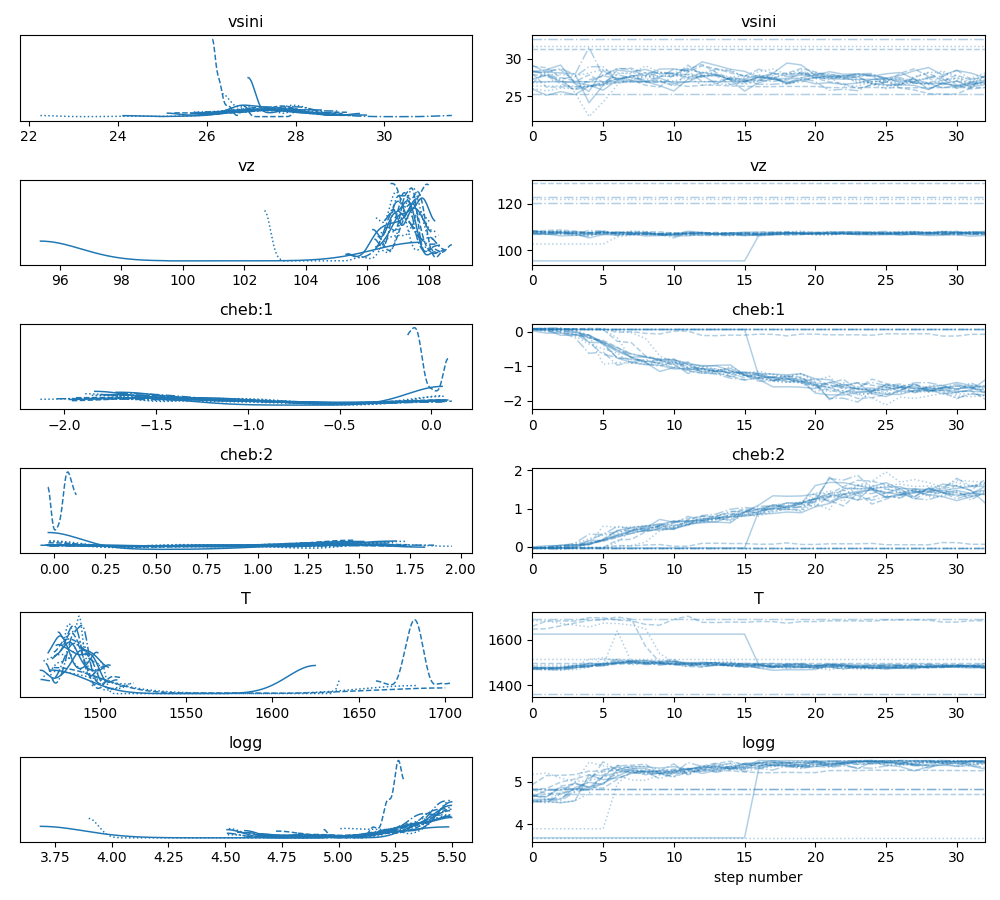 vsini vsini
22 24 26 28 30
30
25
0 5 10 15 20 25 30
vz vz
96 98 100 102 104 106 108
120
100
0 5 10 15 20 25 30
cheb:1 cheb:1
−2.0 −1.5 −1.0 −0.5 0.0
0
−1
−2
0 5 10 15 20 25 30
cheb:2 cheb:2
0.00 0.25 0.50 0.75 1.00 1.25 1.50 1.75 2.00
2
1
0
0 5 10 15 20 25 30
T T
1500 1550 1600 1650 1700
1600
1400
0 5 10 15 20 25 30
logg logg
3.75 4.00 4.25 4.50 4.75 5.00 5.25 5.50
5
4
0 5 10 15 20 25 30
step number